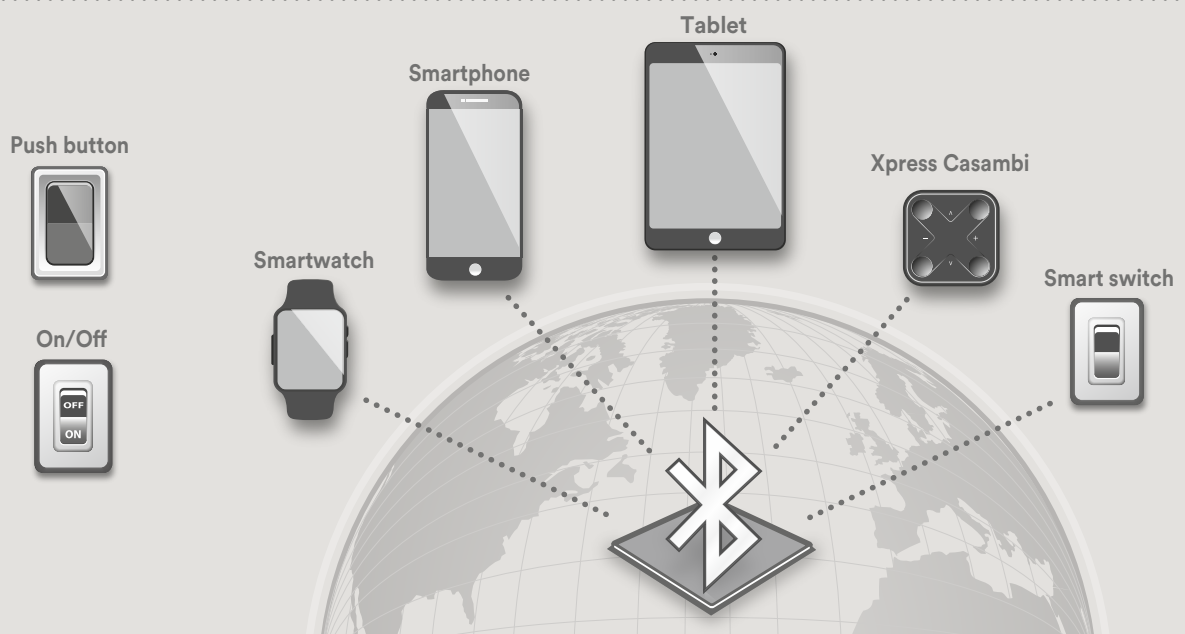 Tablet
Smartphone
Push button
Xpress Casambi
Smartwatch
Smart switch
On/Off
OFF
ON